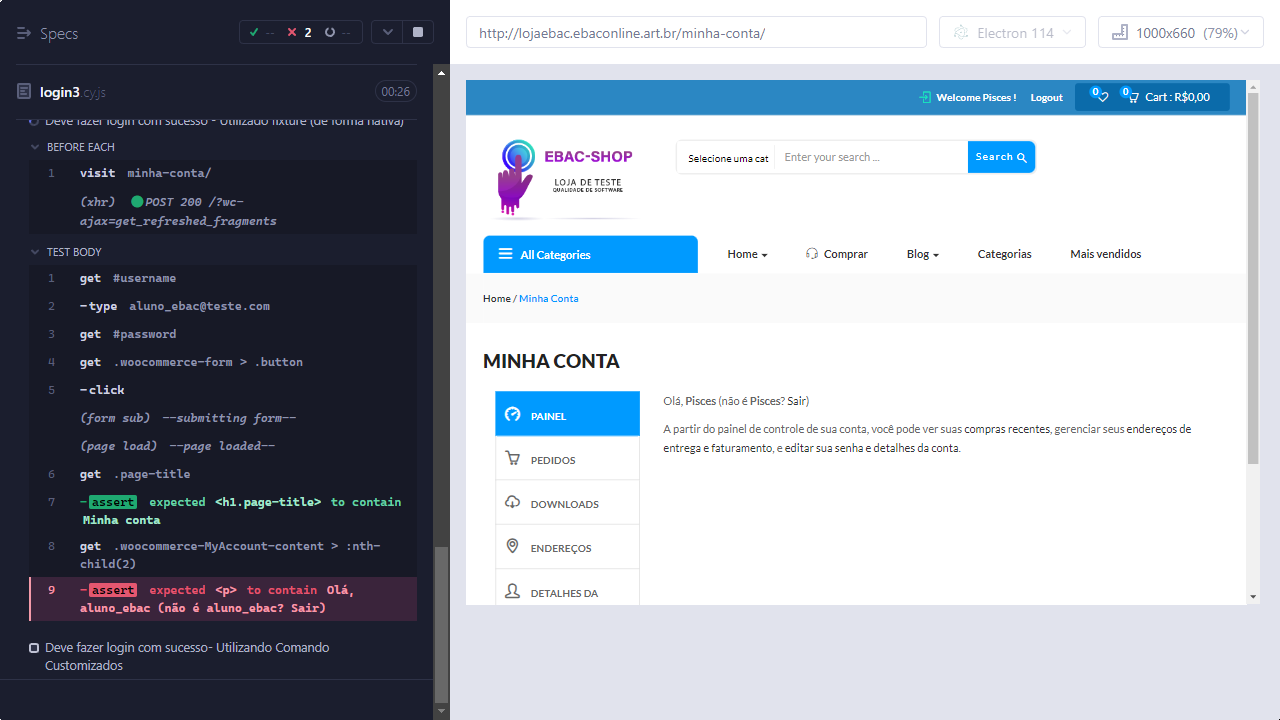 Specs
-- 2 --
http://lojaebac.ebaconline.art.br/minha-conta/
Electron 114
1000x660 (79%)
login3.cy.js
00:26
Deve fazer login com sucesso - Utilizado fixture (de forma nativa)
BEFORE EACH
1 visit minha-conta/
(xhr) POST 200 /?wc-
ajax=get_refreshed_fragments
TEST BODY
1 get #username
2 -type aluno_ebac@teste.com
3 get #password
4 get .woocommerce-form > .button
5 -click
(form sub) --submitting form--
(page load) --page loaded--
6 get .page-title
7 -assert expected <h1.page-title> to contain
Minha conta
8 get .woocommerce-MyAccount-content > :nth-
child(2)
9 -assert expected <p> to contain Olá,
aluno_ebac (não é aluno_ebac? Sair)
Deve fazer login com sucesso- Utilizando Comando
Customizados
Welcome Pisces ! Logout 0 0 Cart : R$0,00
EBAC-SHOP
LOJA DE TESTE
QUALIDADE DE SOFTWARE
Selecione uma cat Enter your search ... Search
All Categories Home Comprar Blog Categorias Mais vendidos
Home / Minha Conta
MINHA CONTA
PAINEL
PEDIDOS
DOWNLOADS
ENDEREÇOS
DETALHES DA
Olá, Pisces (não é Pisces? Sair)
A partir do painel de controle de sua conta, você pode ver suas compras recentes, gerenciar seus endereços de
entrega e faturamento, e editar sua senha e detalhes da conta.